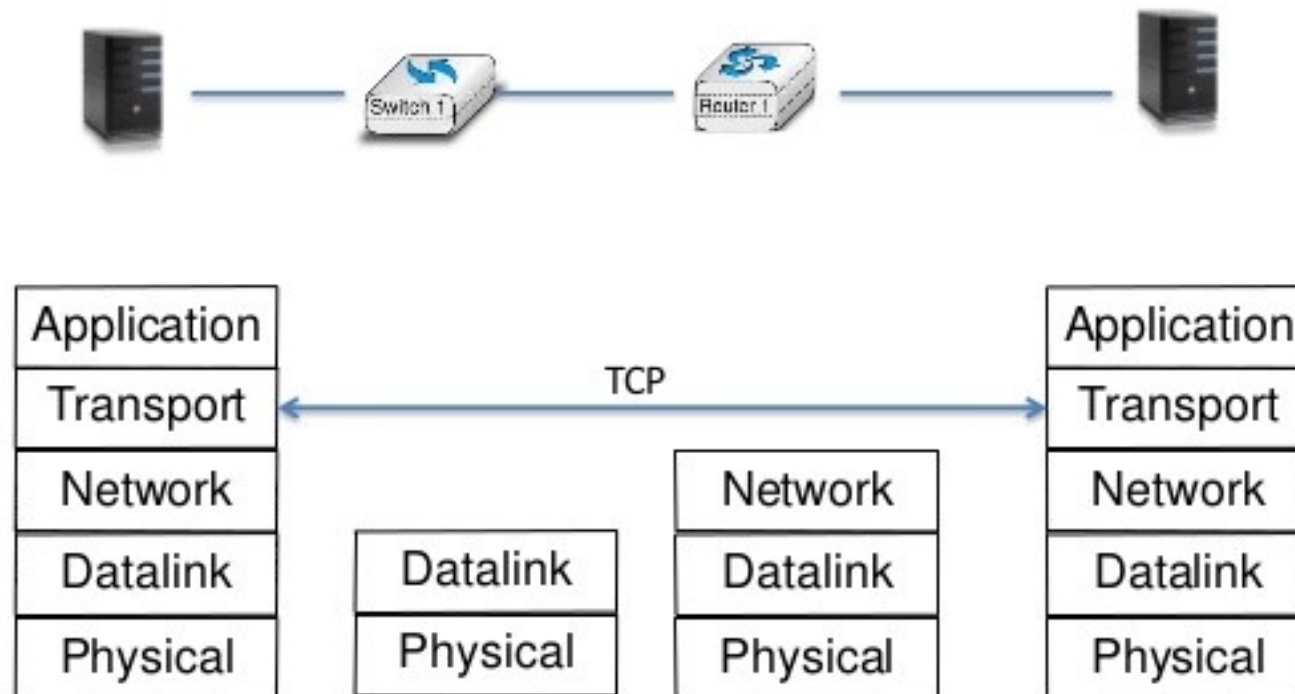 Switch 1
Router 1
Application
Transport
Network
Datalink
Physical
TCP
Datalink
Physical
Network
Datalink
Physical
Application
Transport
Network
Datalink
Physical